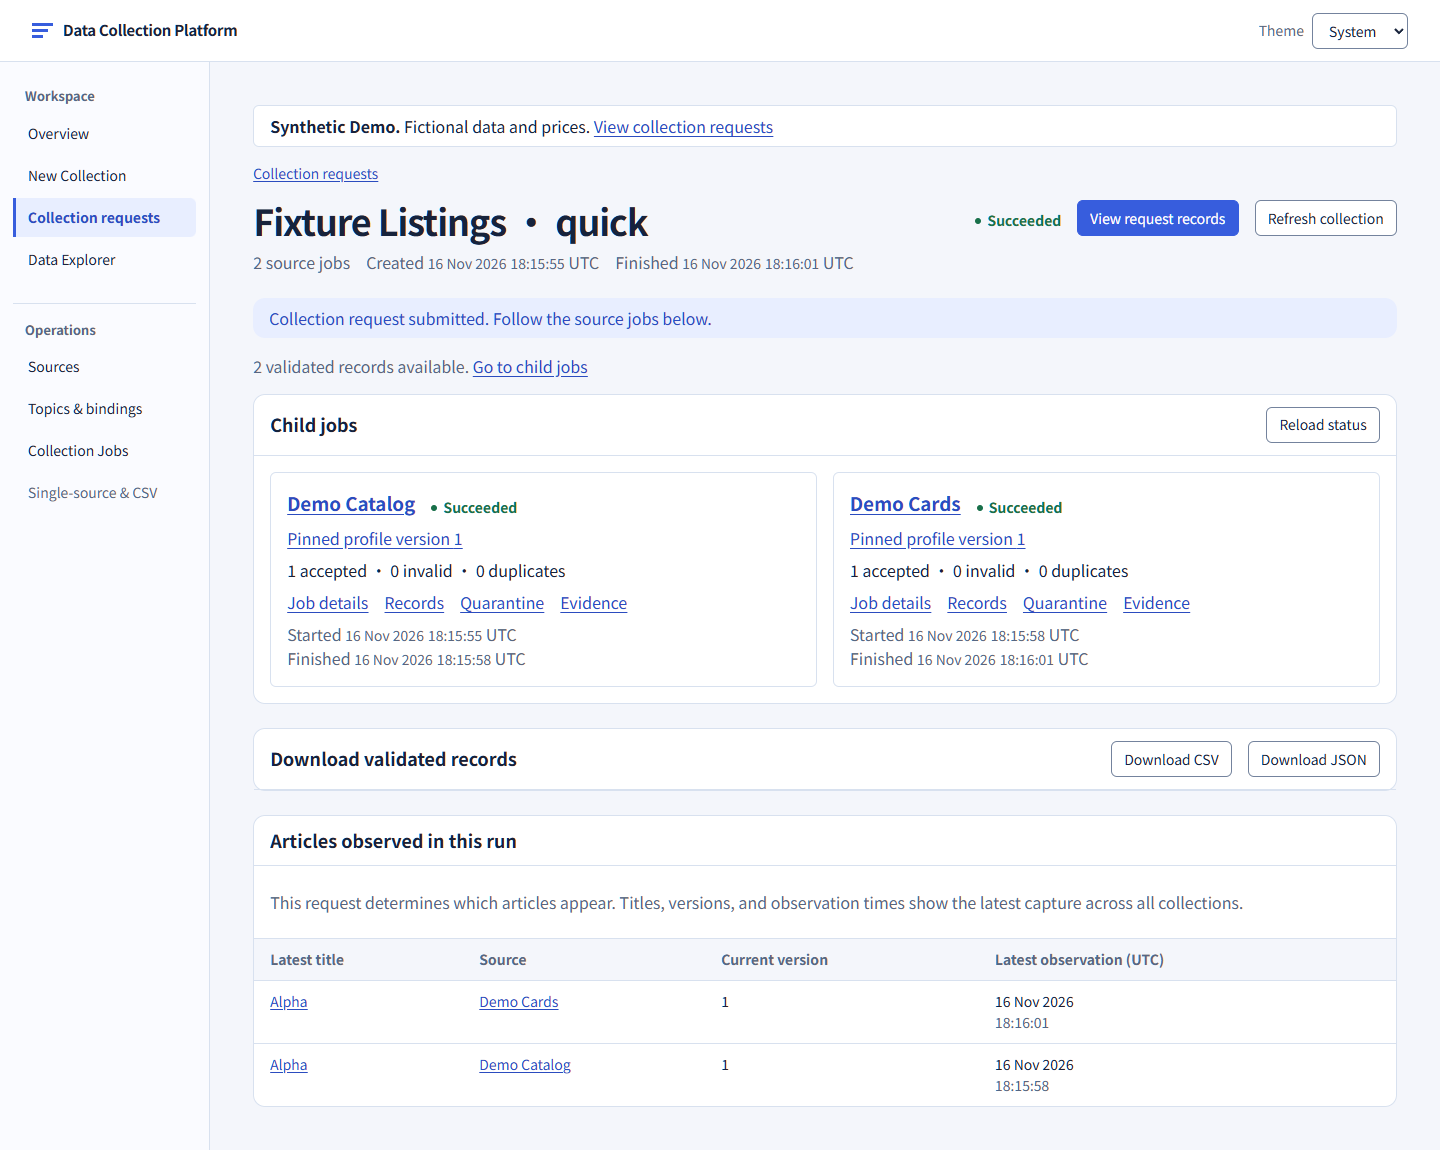 Data Collection Platform
Theme System
Workspace
Overview
New Collection
Collection requests
Data Explorer
Operations
Sources
Topics & bindings
Collection Jobs
Single-source & CSV
Synthetic Demo. Fictional data and prices. View collection requests
Collection requests
Fixture Listings • quick
• Succeeded View request records Refresh collection
2 source jobs Created 16 Nov 2026 18:15:55 UTC Finished 16 Nov 2026 18:16:01 UTC
Collection request submitted. Follow the source jobs below.
2 validated records available. Go to child jobs
Child jobs Reload status
Demo Catalog • Succeeded
Pinned profile version 1
1 accepted • 0 invalid • 0 duplicates
Job details Records Quarantine Evidence
Started 16 Nov 2026 18:15:55 UTC
Finished 16 Nov 2026 18:15:58 UTC
Demo Cards • Succeeded
Pinned profile version 1
1 accepted • 0 invalid • 0 duplicates
Job details Records Quarantine Evidence
Started 16 Nov 2026 18:15:58 UTC
Finished 16 Nov 2026 18:16:01 UTC
Download validated records Download CSV Download JSON
Articles observed in this run
This request determines which articles appear. Titles, versions, and observation times show the latest capture across all collections.
Latest title Source Current version Latest observation (UTC)
Alpha Demo Cards 1 16 Nov 2026
18:16:01
Alpha Demo Catalog 1 16 Nov 2026
18:15:58